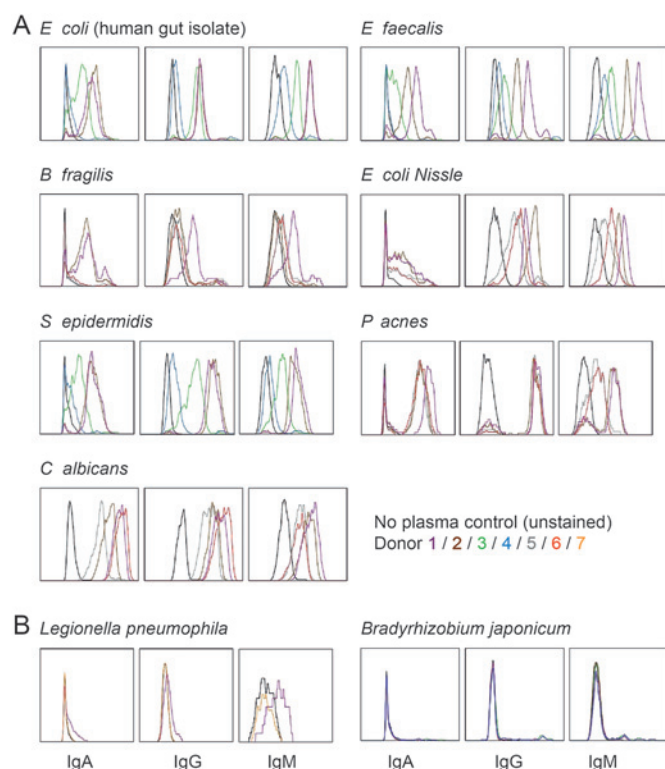 A
E coli (human gut isolate)
E faecalis
B fragilis
E coli Nissle
S epidermidis
P acnes
C albicans
No plasma control (unstained)
Donor 1 / 2 / 3 / 4 / 5 / 6 / 7
B
Legionella pneumophila
Bradyrhizobium japonicum
IgA IgG IgM IgA IgG IgM